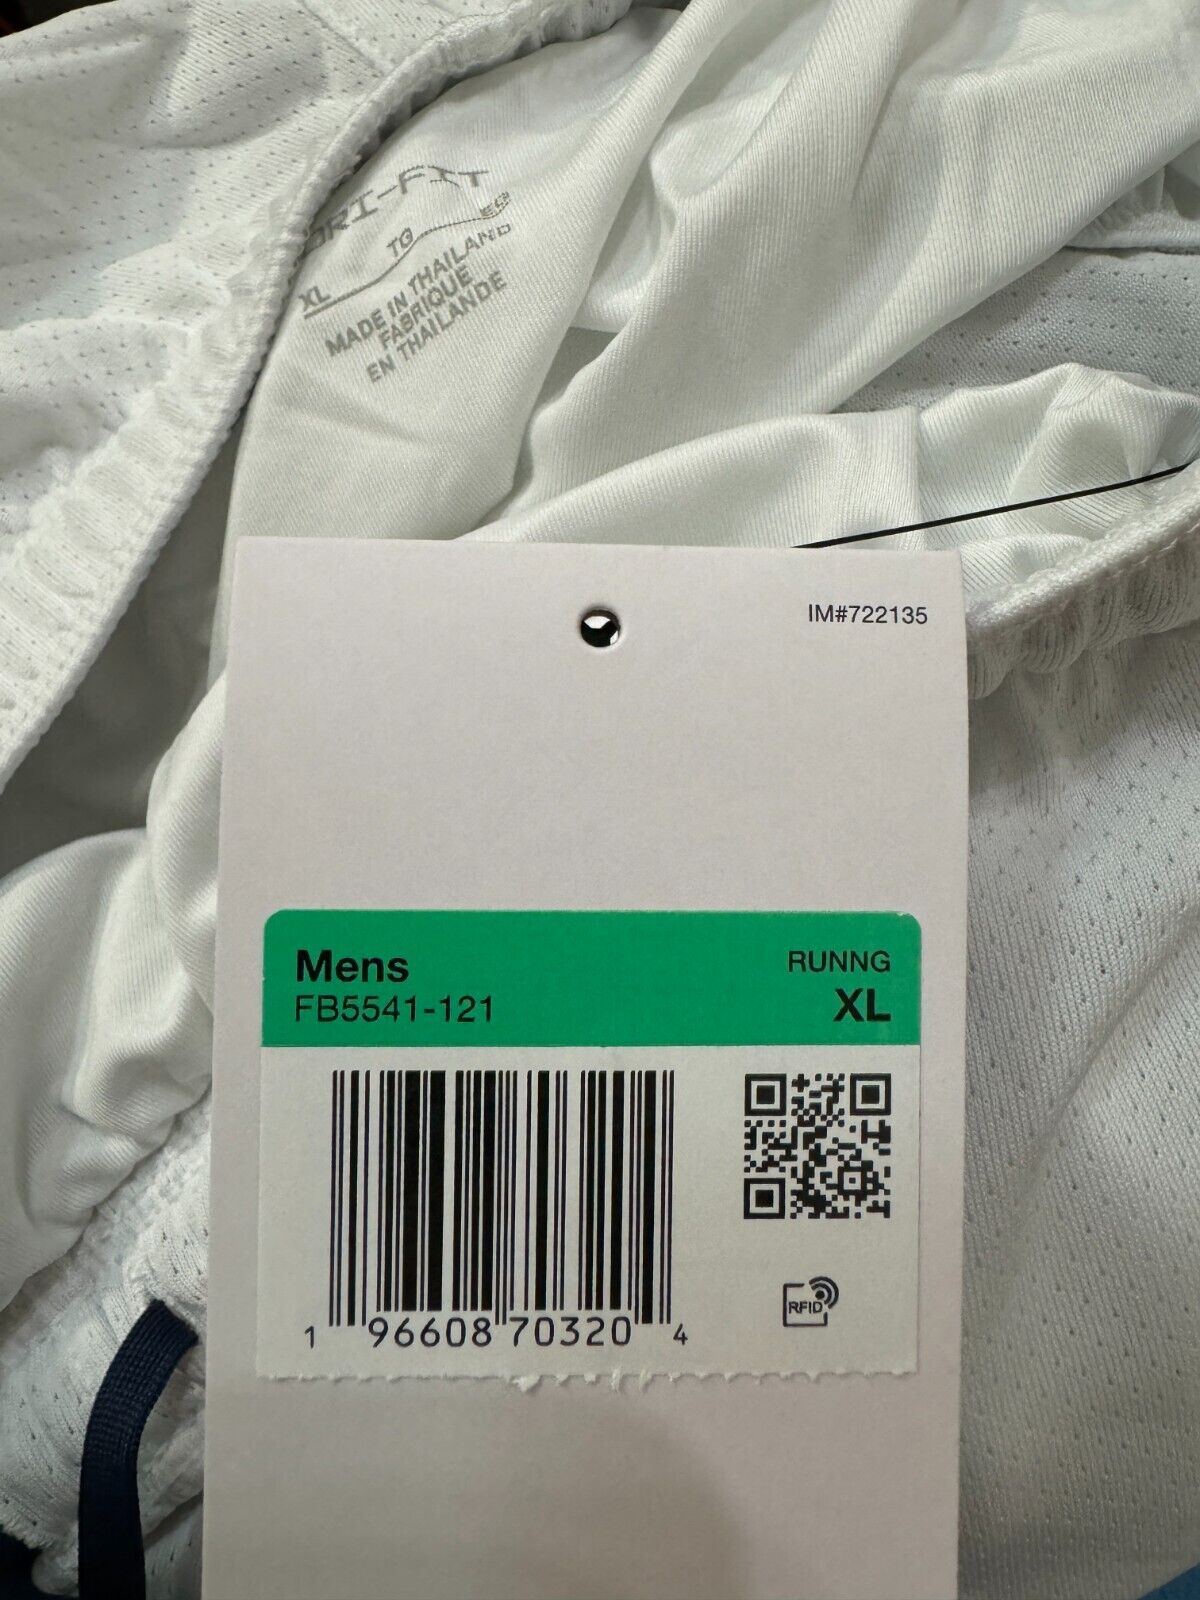 DRI-FIT
XL TG EG
MADE IN THAILAND
FABRIQUE
EN THAILANDE
IM#722135
Mens RUNNG
FB5541-121 XL
1 96608 70320 4
RFID